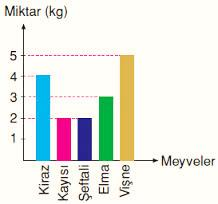 Miktar (kg)
5
4
3
2
1
Meyveler
Kiraz
Kayısı
Şeftali
Elma
Vişne